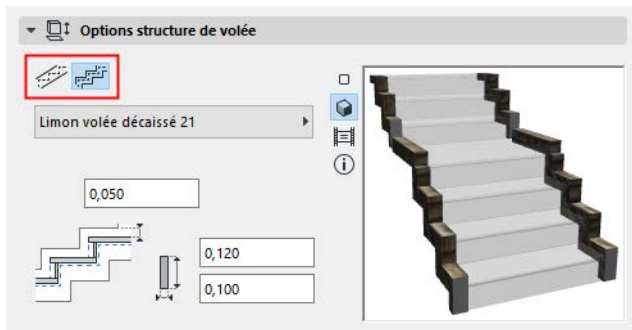 Options structure de volée
Limon volée décaissé 21
0,050
0,120
0,100